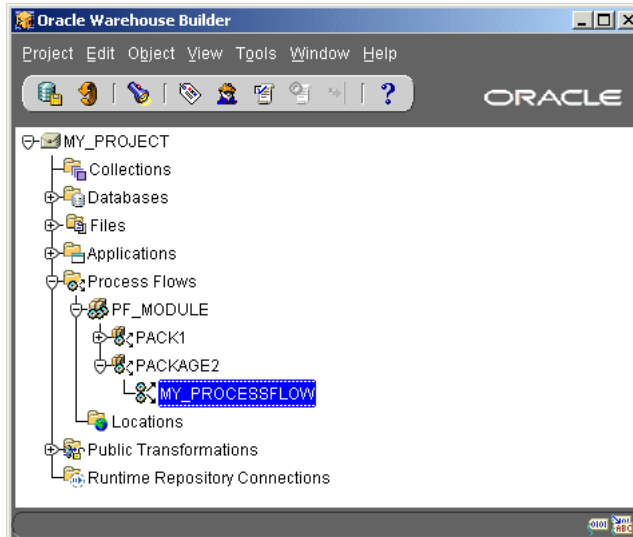 Oracle Warehouse Builder
Project Edit Object View Tools Window Help
ORACLE
MY_PROJECT
Collections
Databases
Files
Applications
Process Flows
PF_MODULE
PACK1
PACKAGE2
MY_PROCESSFLOW
Locations
Public Transformations
Runtime Repository Connections